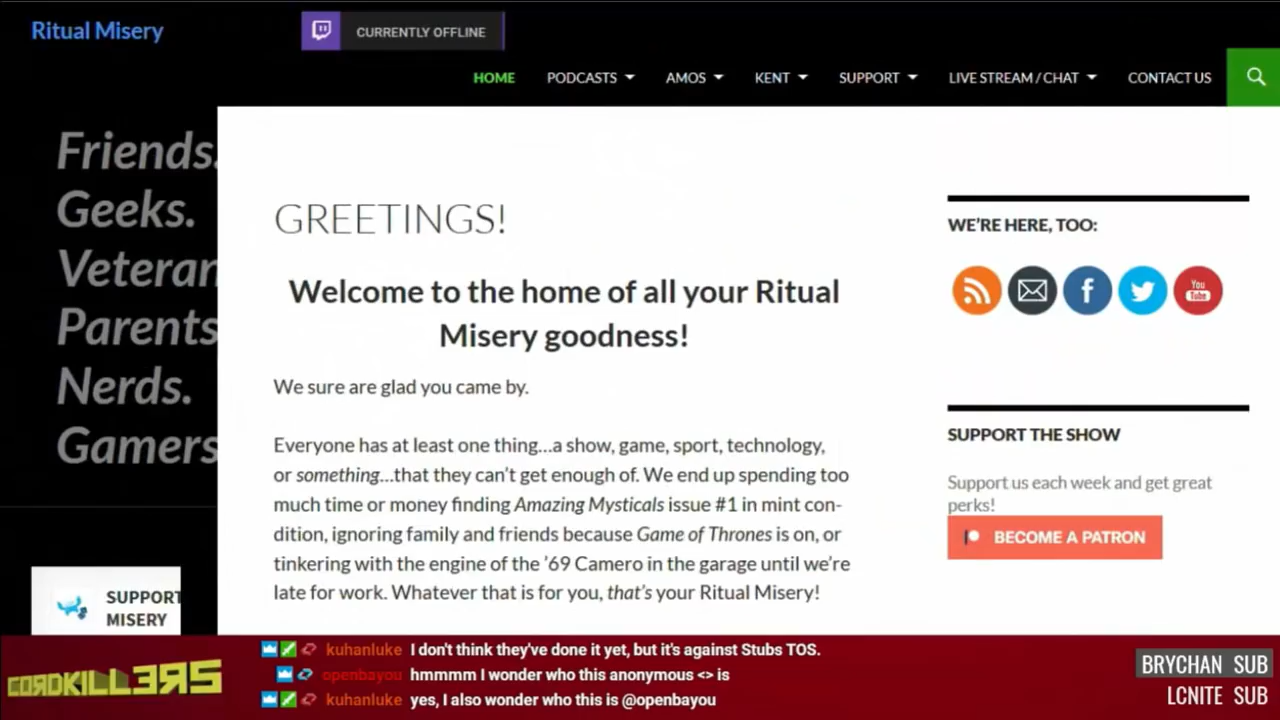 Ritual Misery
CURRENTLY OFFLINE
HOME PODCASTS AMOS KENT SUPPORT LIVE STREAM / CHAT CONTACT US
Friends.
Geeks.
Veteran
Parents
Nerds.
Gamers
SUPPORT
MISERY
GREETINGS!
Welcome to the home of all your Ritual
Misery goodness!
We sure are glad you came by.
Everyone has at least one thing…a show, game, sport, technology,
or something…that they can't get enough of. We end up spending too
much time or money finding Amazing Mysticals issue #1 in mint con-
dition, ignoring family and friends because Game of Thrones is on, or
tinkering with the engine of the '69 Camero in the garage until we're
late for work. Whatever that is for you, that's your Ritual Misery!
WE'RE HERE, TOO:
You
Tube
SUPPORT THE SHOW
Support us each week and get great
perks!
BECOME A PATRON
CORDKILL3RS
kuhanluke I don't think they've done it yet, but it's against Stubs TOS.
openbayou hmmmm I wonder who this anonymous <> is
kuhanluke yes, I also wonder who this is @openbayou
BRYCHAN SUB
LCNITE SUB